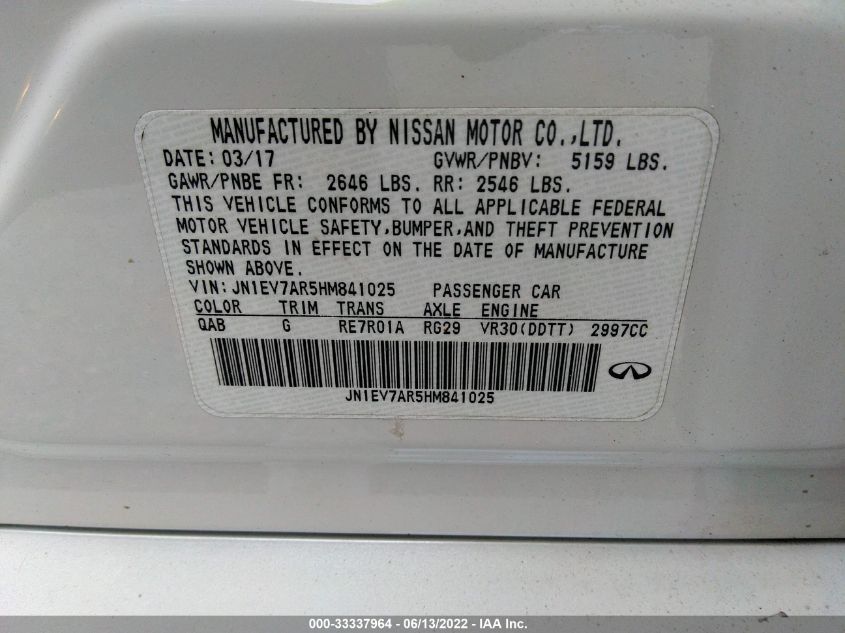 MANUFACTURED BY NISSAN MOTOR CO.,LTD.
DATE: 03/17 GVWR/PNBV: 5159 LBS.
GAWR/PNBE FR: 2646 LBS. RR: 2546 LBS.
THIS VEHICLE CONFORMS TO ALL APPLICABLE FEDERAL
MOTOR VEHICLE SAFETY,BUMPER,AND THEFT PREVENTION
STANDARDS IN EFFECT ON THE DATE OF MANUFACTURE
SHOWN ABOVE.
VIN:JN1EV7AR5HM841025 PASSENGER CAR
COLOR TRIM TRANS AXLE ENGINE
QAB G RE7R01A RG29 VR30(DDTT) 2997CC
JN1EV7AR5HM841025
000-33337964 - 06/13/2022 - IAA Inc.